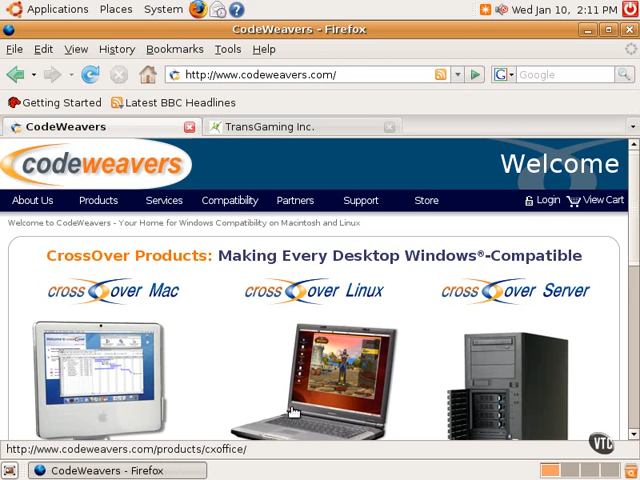 Applications Places System Wed Jan 10, 2:11 PM
CodeWeavers - Firefox
File Edit View History Bookmarks Tools Help
http://www.codeweavers.com/ G Google
Getting Started Latest BBC Headlines
CodeWeavers TransGaming Inc.
codeweavers Welcome
About Us Products Services Compatibility Partners Support Store Login View Cart
Welcome to CodeWeavers - Your Home for Windows Compatibility on Macintosh and Linux
CrossOver Products: Making Every Desktop Windows®-Compatible
cross over Mac cross over Linux cross over Server
http://www.codeweavers.com/products/cxoffice/
VTC
CodeWeavers - Firefox